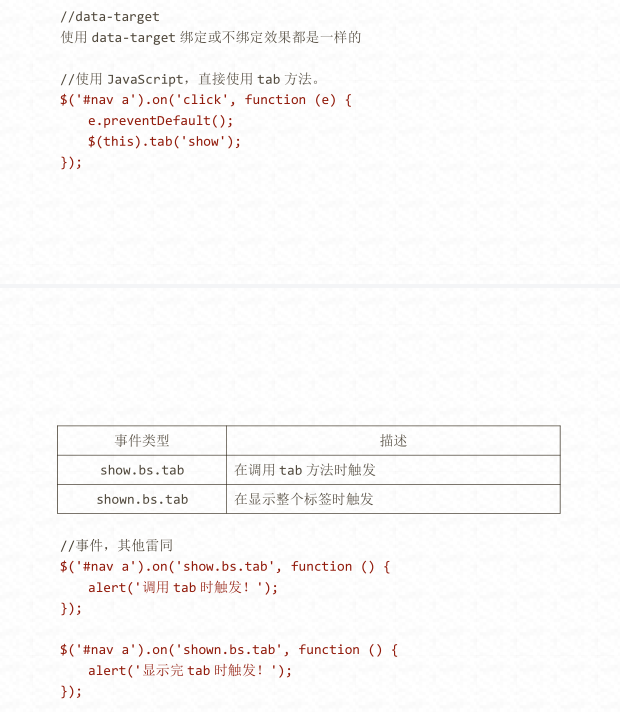 //data-target
使用 data-target 绑定或不绑定效果都是一样的
//使用 JavaScript，直接使用 tab 方法。
$('#nav a').on('click', function (e) {
e.preventDefault();
$(this).tab('show');
});
事件类型 描述
show.bs.tab 在调用 tab 方法时触发
shown.bs.tab 在显示整个标签时触发
//事件，其他雷同
$('#nav a').on('show.bs.tab', function () {
alert('调用 tab 时触发！');
});
$('#nav a').on('shown.bs.tab', function () {
alert('显示完 tab 时触发！');
});